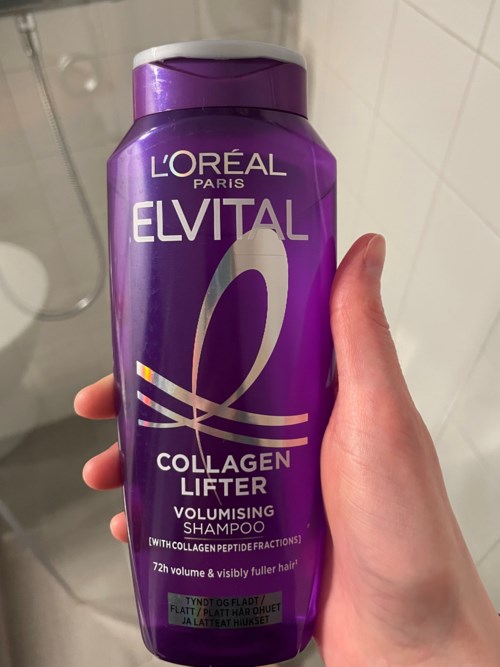 L'ORÉAL
PARIS
ELVITAL
COLLAGEN
LIFTER
VOLUMISING
SHAMPOO
[WITH COLLAGEN PEPTIDE FRACTIONS]
72h volume & visibly fuller hair¹
TYNDT OG FLADT /
FLATT / PLATT HÅR OHUET
JA LATTEAT HIUKSET